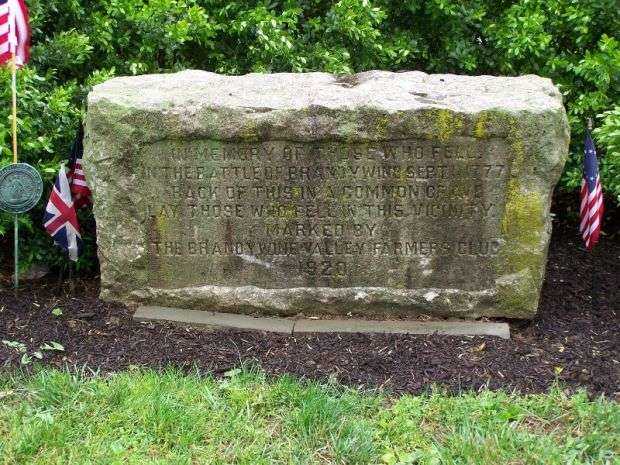 IN MEMORY OF THOSE WHO FELL
IN THE BATTLE OF BRANDYWINE SEPT. 11. 1777
BACK OF THIS IN A COMMON GRAVE
LAY THOSE WHO FELL IN THIS VICINITY
MARKED BY
THE BRANDYWINE VALLEY FARMERS CLUB
1920